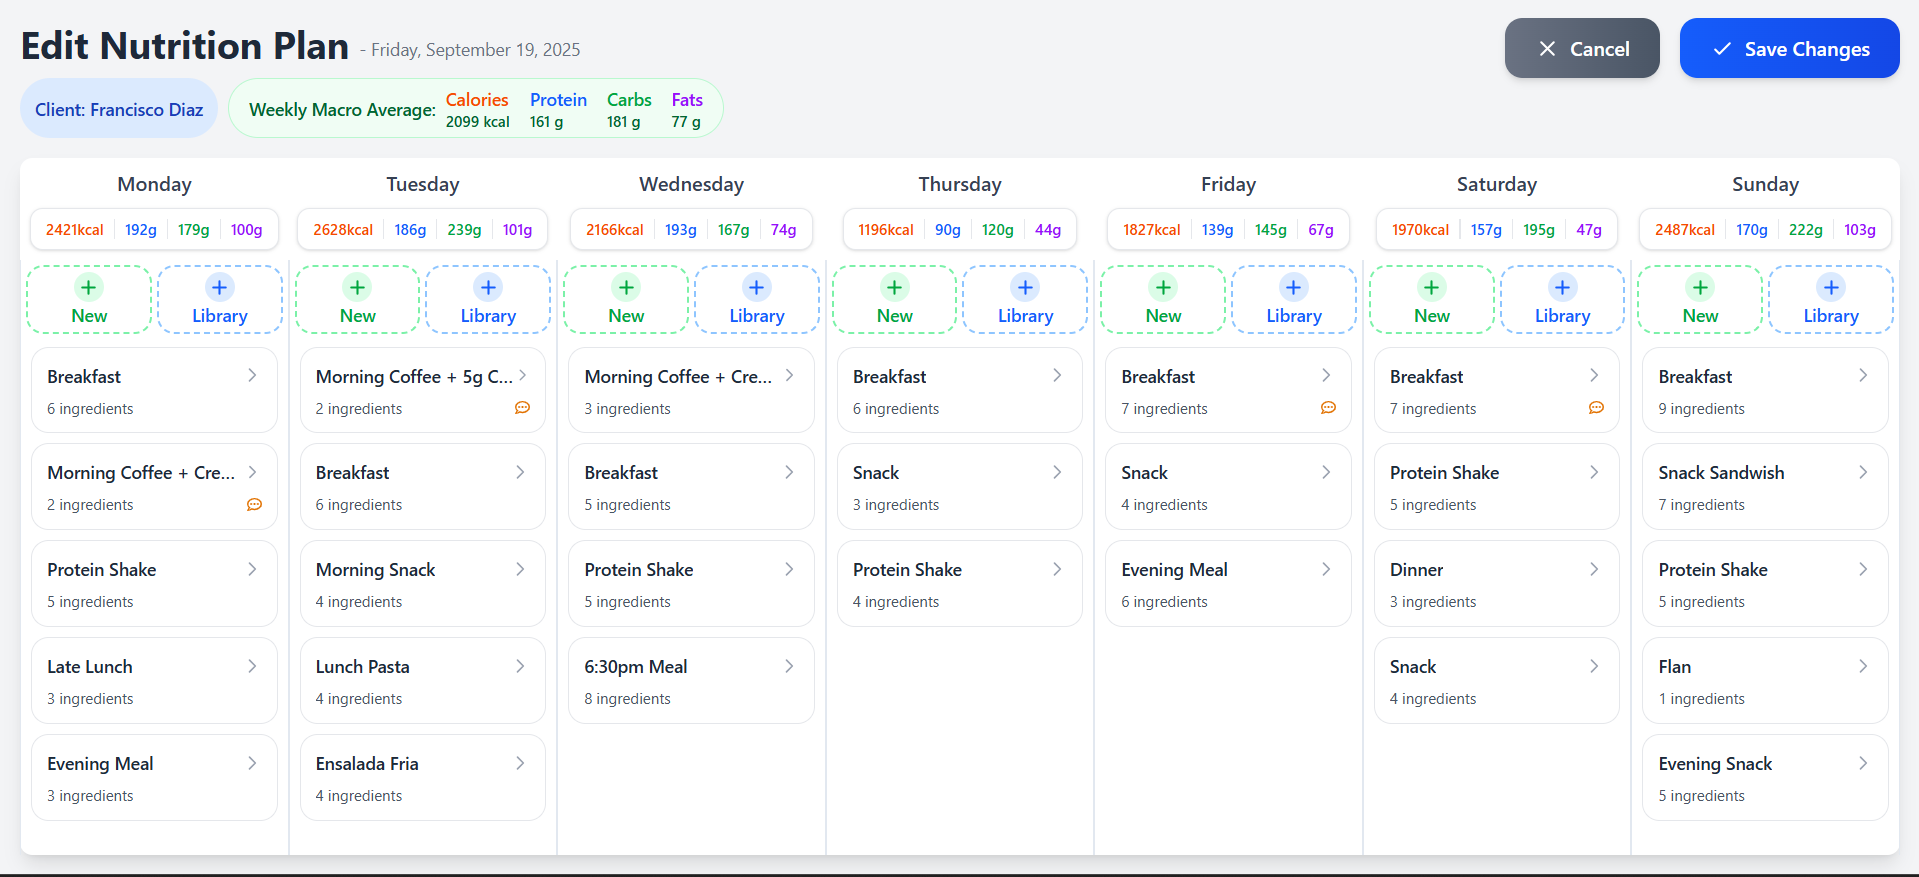 Edit Nutrition Plan - Friday, September 19, 2025
Cancel
Save Changes
Client: Francisco Diaz
Weekly Macro Average:
Calories
2099 kcal
Protein
161 g
Carbs
181 g
Fats
77 g
Monday
2421kcal 192g 179g 100g
New
Library
Breakfast
6 ingredients
Morning Coffee + Cre...
2 ingredients
Protein Shake
5 ingredients
Late Lunch
3 ingredients
Evening Meal
3 ingredients
Tuesday
2628kcal 186g 239g 101g
New
Library
Morning Coffee + 5g C...
2 ingredients
Breakfast
6 ingredients
Morning Snack
4 ingredients
Lunch Pasta
4 ingredients
Ensalada Fria
4 ingredients
Wednesday
2166kcal 193g 167g 74g
New
Library
Morning Coffee + Cre...
3 ingredients
Breakfast
5 ingredients
Protein Shake
5 ingredients
6:30pm Meal
8 ingredients
Thursday
1196kcal 90g 120g 44g
New
Library
Breakfast
6 ingredients
Snack
3 ingredients
Protein Shake
4 ingredients
Friday
1827kcal 139g 145g 67g
New
Library
Breakfast
7 ingredients
Snack
4 ingredients
Evening Meal
6 ingredients
Saturday
1970kcal 157g 195g 47g
New
Library
Breakfast
7 ingredients
Protein Shake
5 ingredients
Dinner
3 ingredients
Snack
4 ingredients
Sunday
2487kcal 170g 222g 103g
New
Library
Breakfast
9 ingredients
Snack Sandwish
7 ingredients
Protein Shake
5 ingredients
Flan
1 ingredients
Evening Snack
5 ingredients